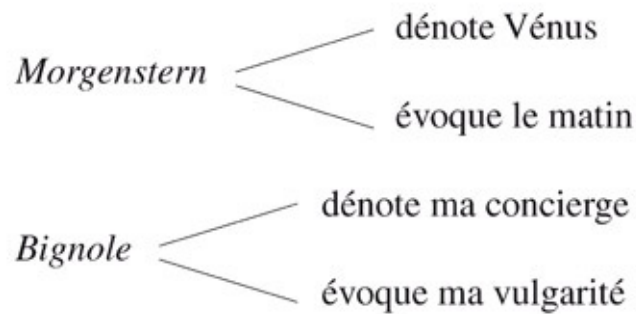 dénote Vénus
Morgenstern
évoque le matin
dénote ma concierge
Bignole
évoque ma vulgarité